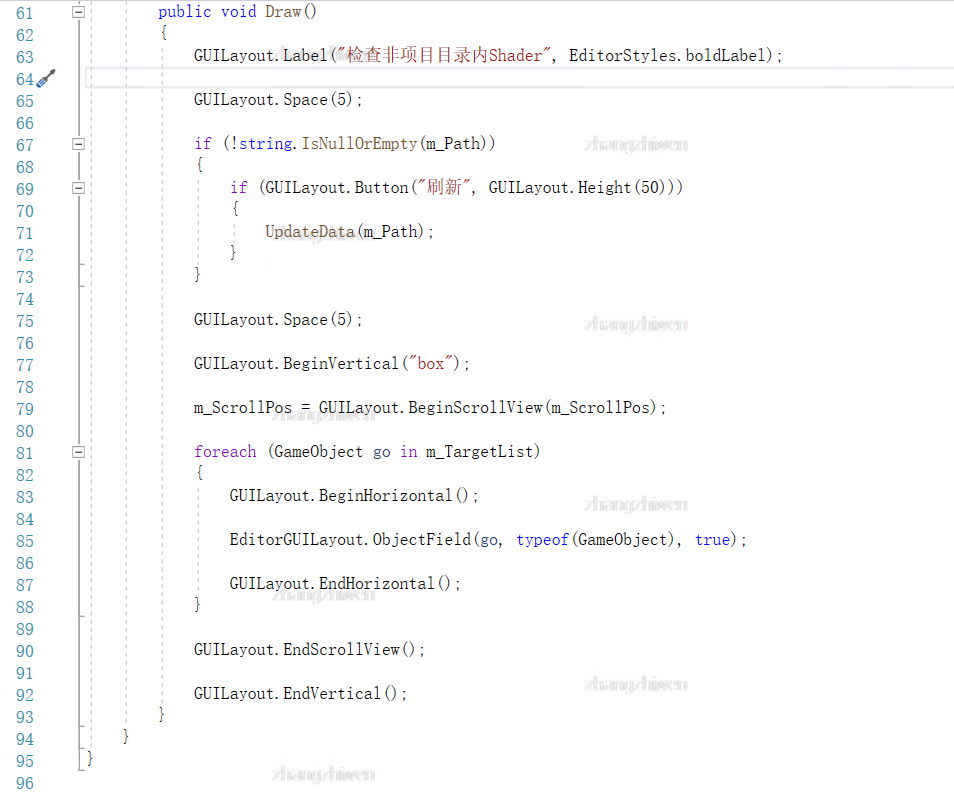 61 public void Draw()
62 {
63 GUILayout.Label("检查非项目目录内Shader", EditorStyles.boldLabel);
64
65 GUILayout.Space(5);
66
67 if (!string.IsNullOrEmpty(m_Path))
68 {
69 if (GUILayout.Button("刷新", GUILayout.Height(50)))
70 {
71 UpdateData(m_Path);
72 }
73 }
74
75 GUILayout.Space(5);
76
77 GUILayout.BeginVertical("box");
78
79 m_ScrollPos = GUILayout.BeginScrollView(m_ScrollPos);
80
81 foreach (GameObject go in m_TargetList)
82 {
83 GUILayout.BeginHorizontal();
84
85 EditorGUILayout.ObjectField(go, typeof(GameObject), true);
86
87 GUILayout.EndHorizontal();
88 }
89
90 GUILayout.EndScrollView();
91
92 GUILayout.EndVertical();
93 }
94 }
95 }
96